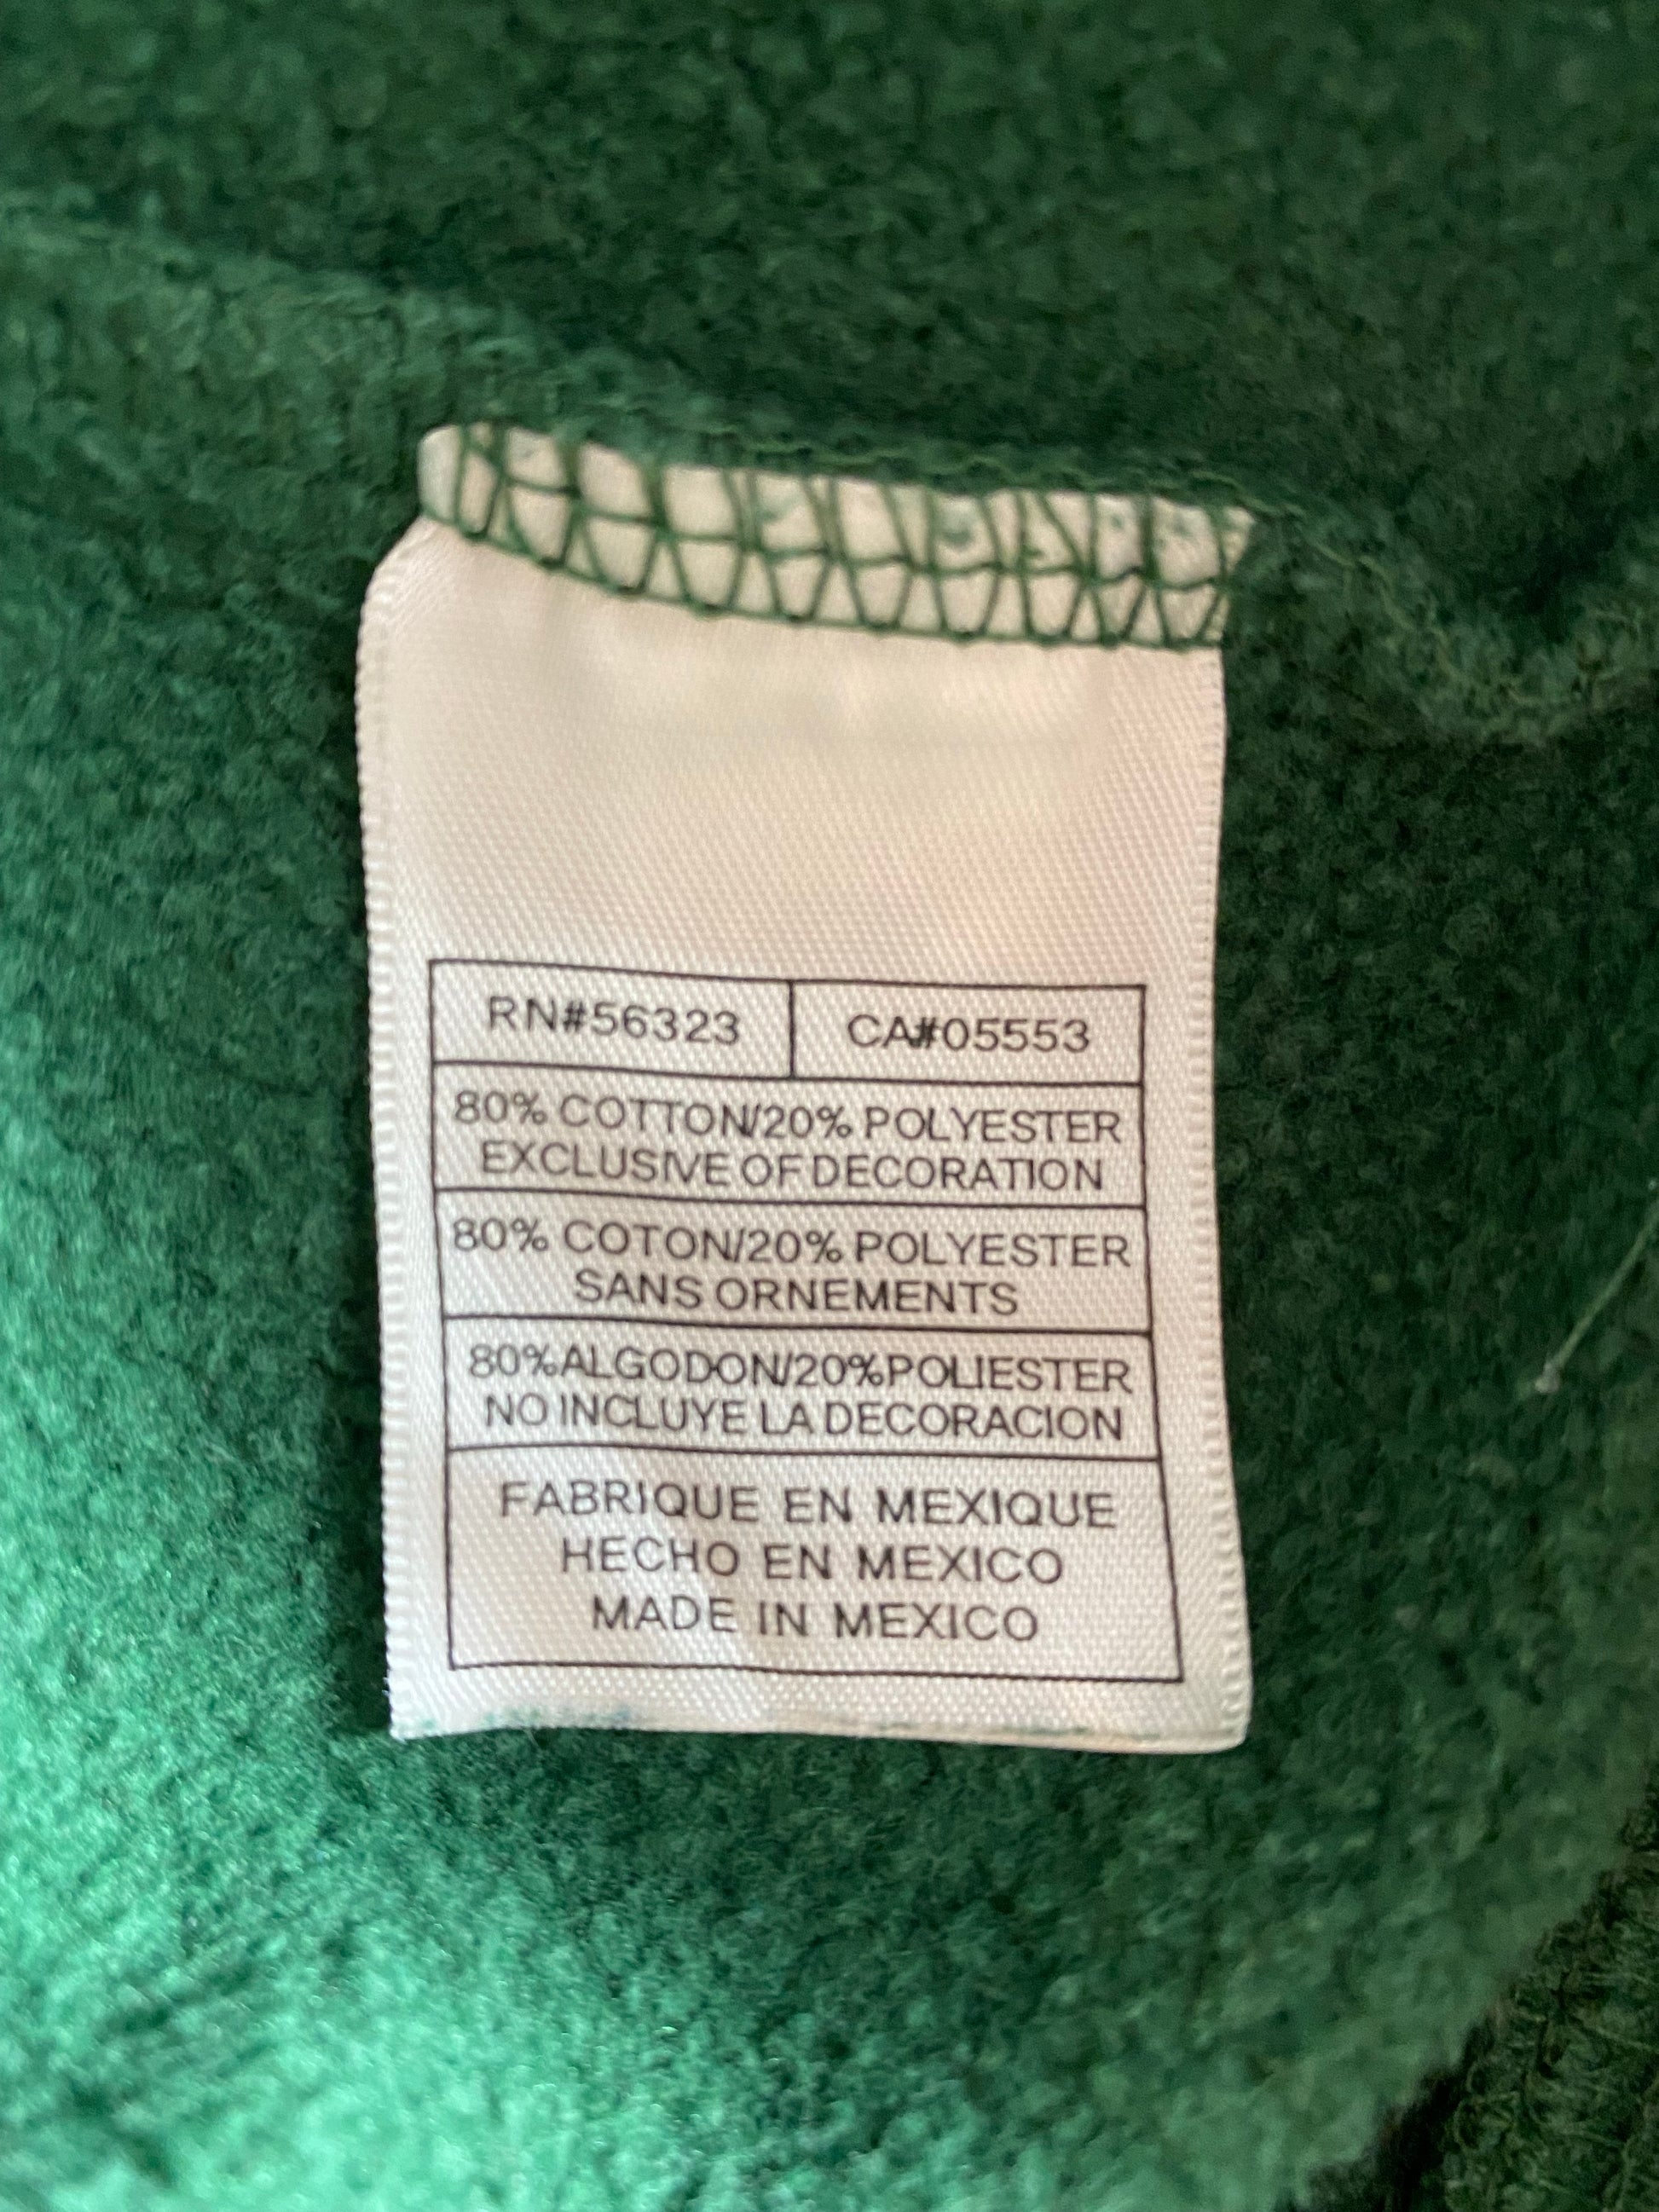 RN#56323 CA#05553
80% COTTON/20% POLYESTER
EXCLUSIVE OF DECORATION
80% COTON/20% POLYESTER
SANS ORNEMENTS
80% ALGODON/20% POLIESTER
NO INCLUYE LA DECORACION
FABRIQUE EN MEXIQUE
HECHO EN MEXICO
MADE IN MEXICO